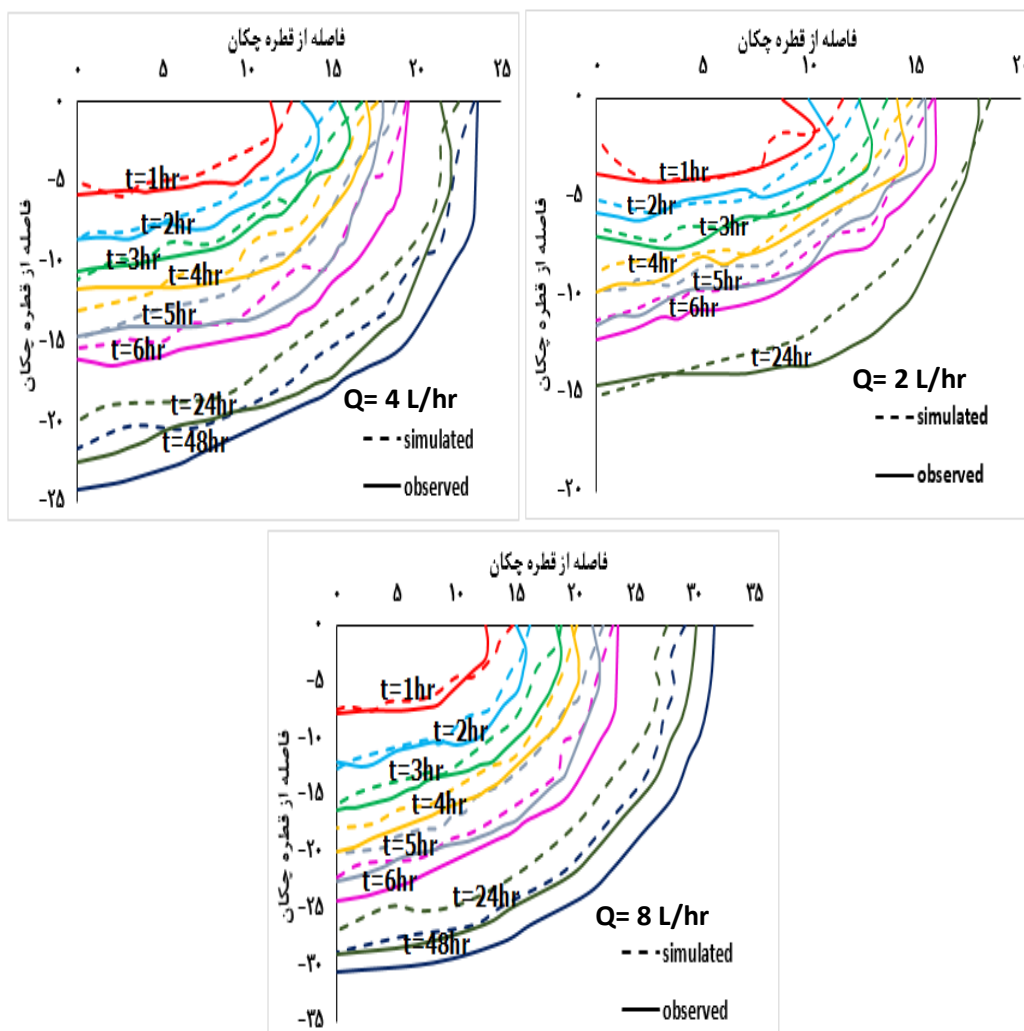 فاصله از قطره چکان
۰ ۵ ۱۰ ۱۵ ۲۰ ۲۵
۰
-۵
-۱۰
-۱۵
-۲۰
-۲۵
فاصله از قطره چکان
t=1hr
t=2hr
t=3hr
t=4hr
t=5hr
t=6hr
t=24hr
t=48hr
Q= 4 L/hr
simulated
observed
فاصله از قطره چکان
۰ ۵ ۱۰ ۱۵ ۲۰
۰
-۵
-۱۰
-۱۵
-۲۰
فاصله از قطره چکان
t=1hr
t=2hr
t=3hr
t=4hr
t=5hr
t=6hr
t=24hr
Q= 2 L/hr
simulated
observed
فاصله از قطره چکان
۰ ۵ ۱۰ ۱۵ ۲۰ ۲۵ ۳۰ ۳۵
۰
-۵
-۱۰
-۱۵
-۲۰
-۲۵
-۳۰
-۳۵
فاصله از قطره چکان
t=1hr
t=2hr
t=3hr
t=4hr
t=5hr
t=6hr
t=24hr
t=48hr
Q= 8 L/hr
simulated
observed